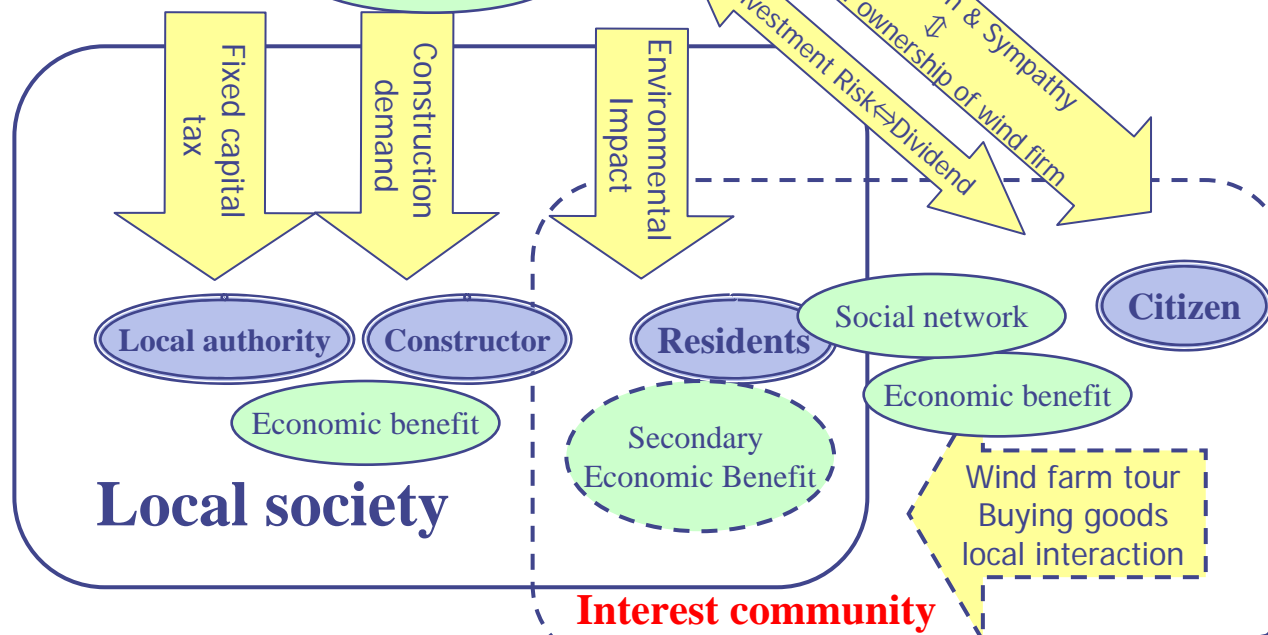 Fixed capital
tax
Construction
demand
Environmental
Impact
Investment Risk⇔Dividend
& Sympathy
⇕
ownership of wind firm
Local authority
Constructor
Residents
Social network
Citizen
Economic benefit
Economic benefit
Secondary
Economic Benefit
Wind farm tour
Buying goods
local interaction
Local society
Interest community